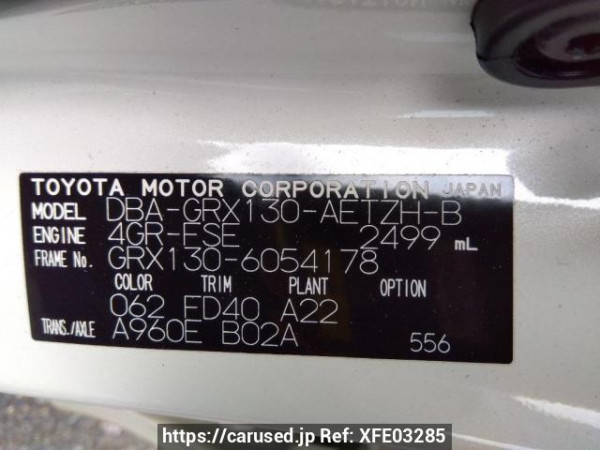 TOYOTA MOTOR CORPORATION JAPAN
MODEL DBA-GRX130-AETZH-B
ENGINE 4GR-FSE 2499 mL
FRAME NO. GRX130-6054178
COLOR TRIM PLANT OPTION
062 FD40 A22
TRANS./AXLE A960E B02A 556
https://carused.jp Ref: XFE03285